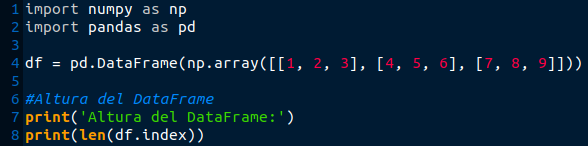 1 import numpy as np
2 import pandas as pd
3
4 df = pd.DataFrame(np.array([[1, 2, 3], [4, 5, 6], [7, 8, 9]]))
5
6 #Altura del DataFrame
7 print('Altura del DataFrame:')
8 print(len(df.index))